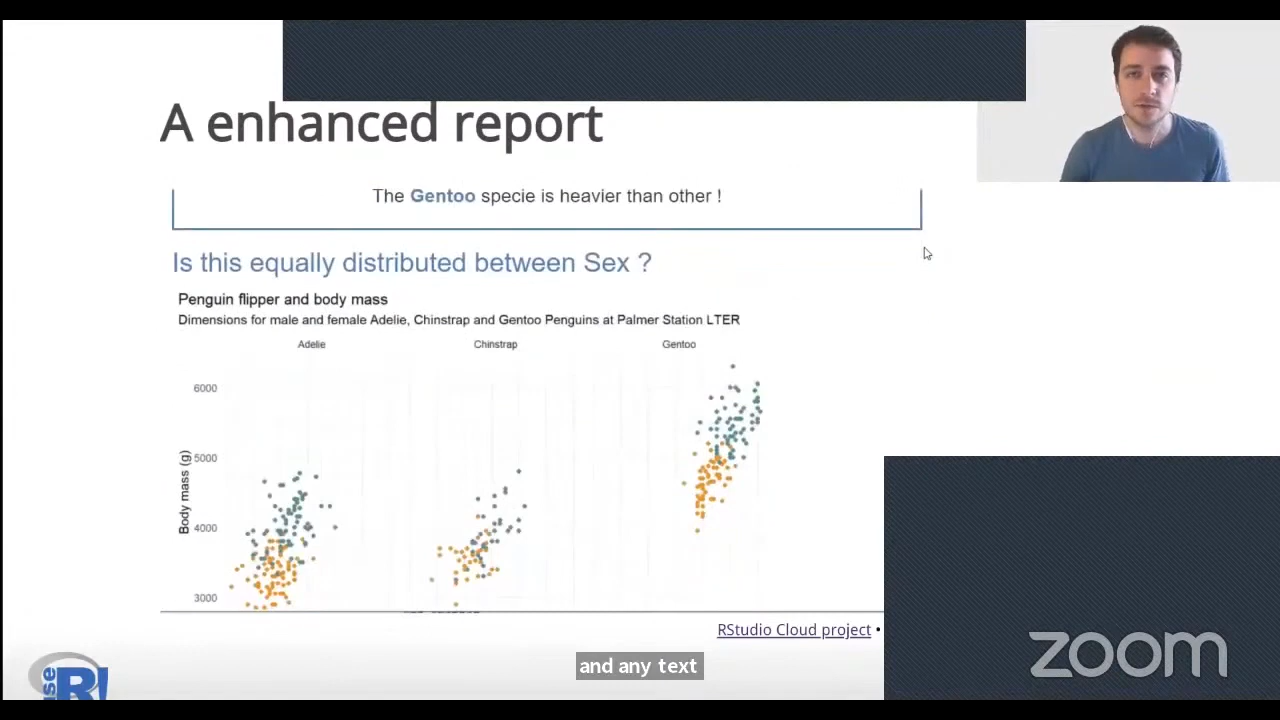 A enhanced report
The Gentoo specie is heavier than other !
Is this equally distributed between Sex ?
Penguin flipper and body mass
Dimensions for male and female Adelie, Chinstrap and Gentoo Penguins at Palmer Station LTER
Adelie Chinstrap Gentoo
6000
5000
4000
3000
Body mass (g)
RStudio Cloud project •
and any text
use
R!
zoom